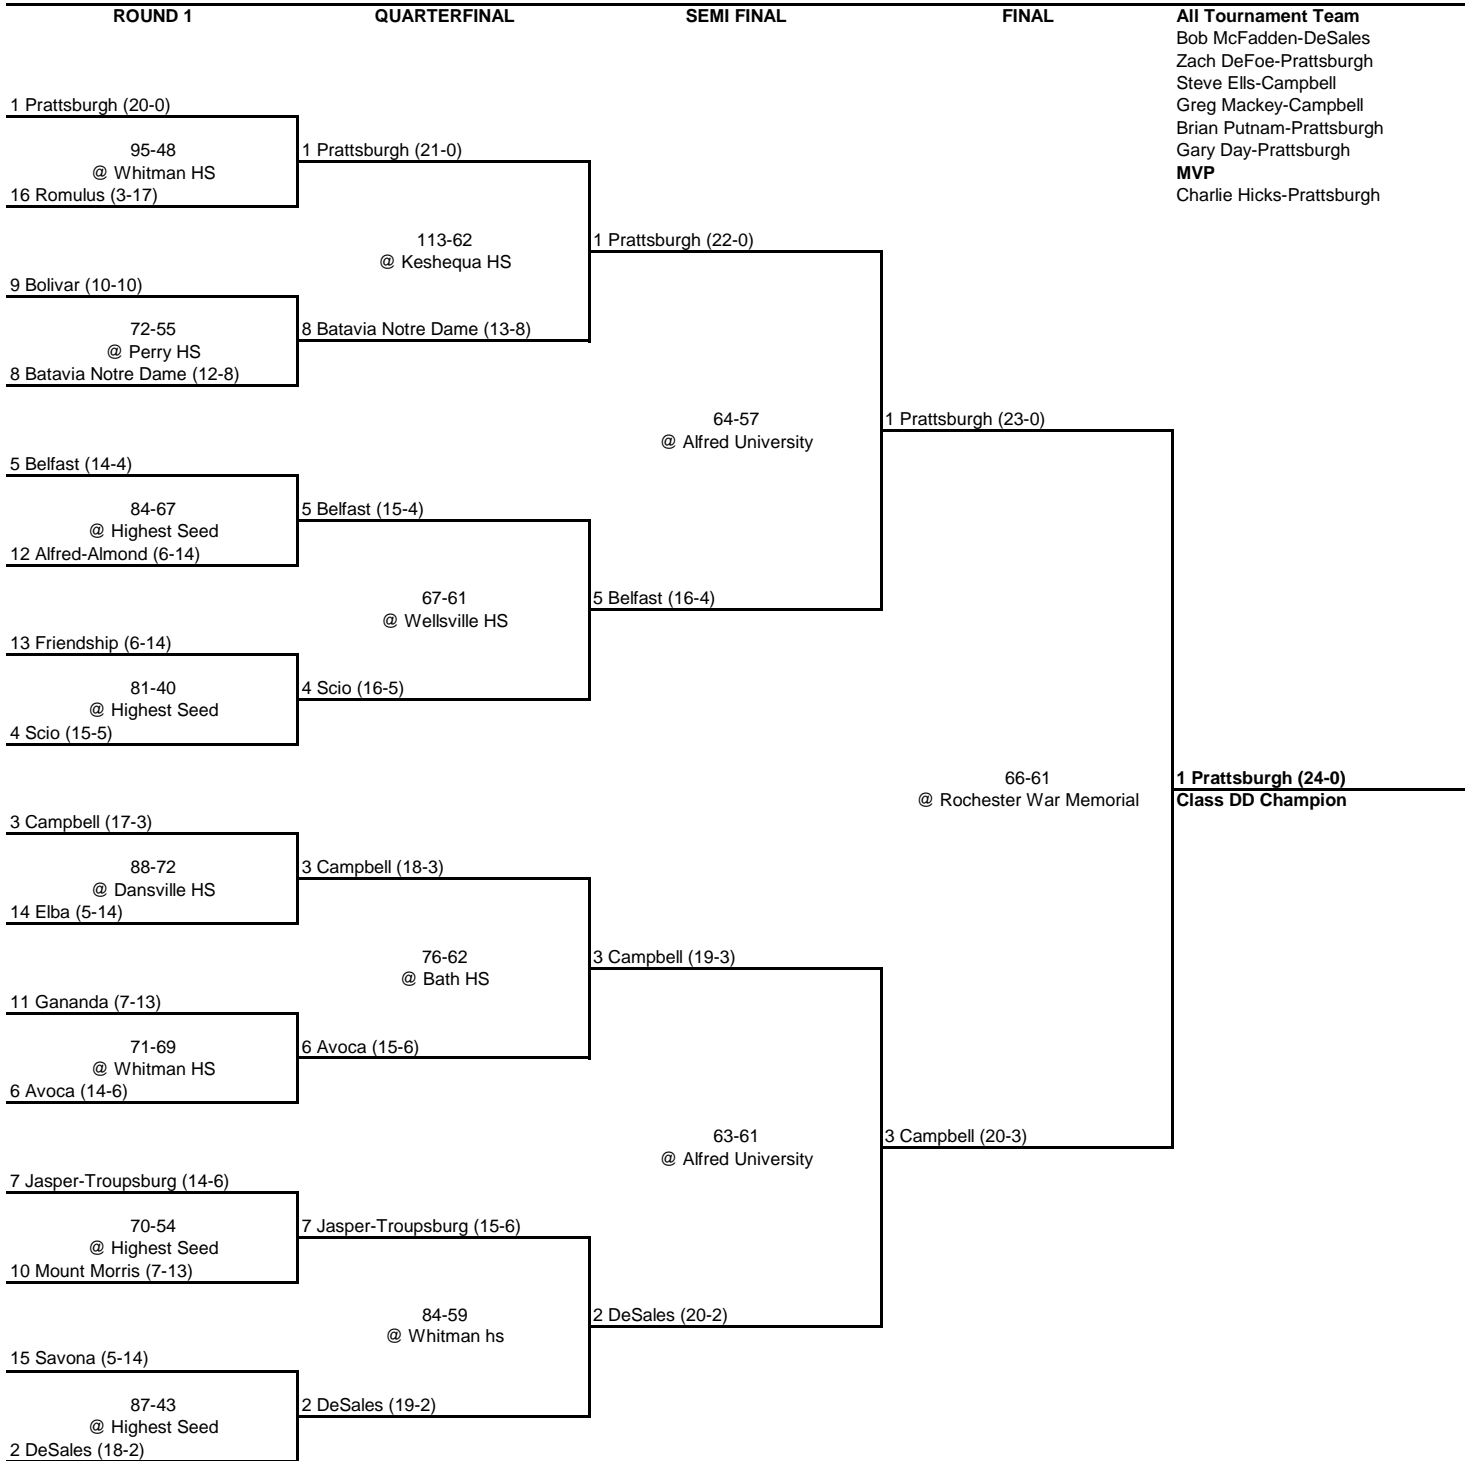 ROUND 1 QUARTERFINAL SEMI FINAL FINAL All Tournament Team
Bob McFadden-DeSales
Zach DeFoe-Prattsburgh
Steve Ells-Campbell
Greg Mackey-Campbell
Brian Putnam-Prattsburgh
Gary Day-Prattsburgh
MVP
Charlie Hicks-Prattsburgh
1 Prattsburgh (20-0)
95-48
@ Whitman HS
16 Romulus (3-17)
9 Bolivar (10-10)
72-55
@ Perry HS
8 Batavia Notre Dame (12-8)
5 Belfast (14-4)
84-67
@ Highest Seed
12 Alfred-Almond (6-14)
13 Friendship (6-14)
81-40
@ Highest Seed
4 Scio (15-5)
3 Campbell (17-3)
88-72
@ Dansville HS
14 Elba (5-14)
11 Gananda (7-13)
71-69
@ Whitman HS
6 Avoca (14-6)
7 Jasper-Troupsburg (14-6)
70-54
@ Highest Seed
10 Mount Morris (7-13)
15 Savona (5-14)
87-43
@ Highest Seed
2 DeSales (18-2)
1 Prattsburgh (21-0)
113-62
@ Keshequa HS
8 Batavia Notre Dame (13-8)
5 Belfast (15-4)
67-61
@ Wellsville HS
4 Scio (16-5)
3 Campbell (18-3)
76-62
@ Bath HS
6 Avoca (15-6)
7 Jasper-Troupsburg (15-6)
84-59
@ Whitman hs
2 DeSales (19-2)
1 Prattsburgh (22-0)
64-57
@ Alfred University
5 Belfast (16-4)
3 Campbell (19-3)
63-61
@ Alfred University
2 DeSales (20-2)
1 Prattsburgh (23-0)
66-61
@ Rochester War Memorial
3 Campbell (20-3)
1 Prattsburgh (24-0)
Class DD Champion